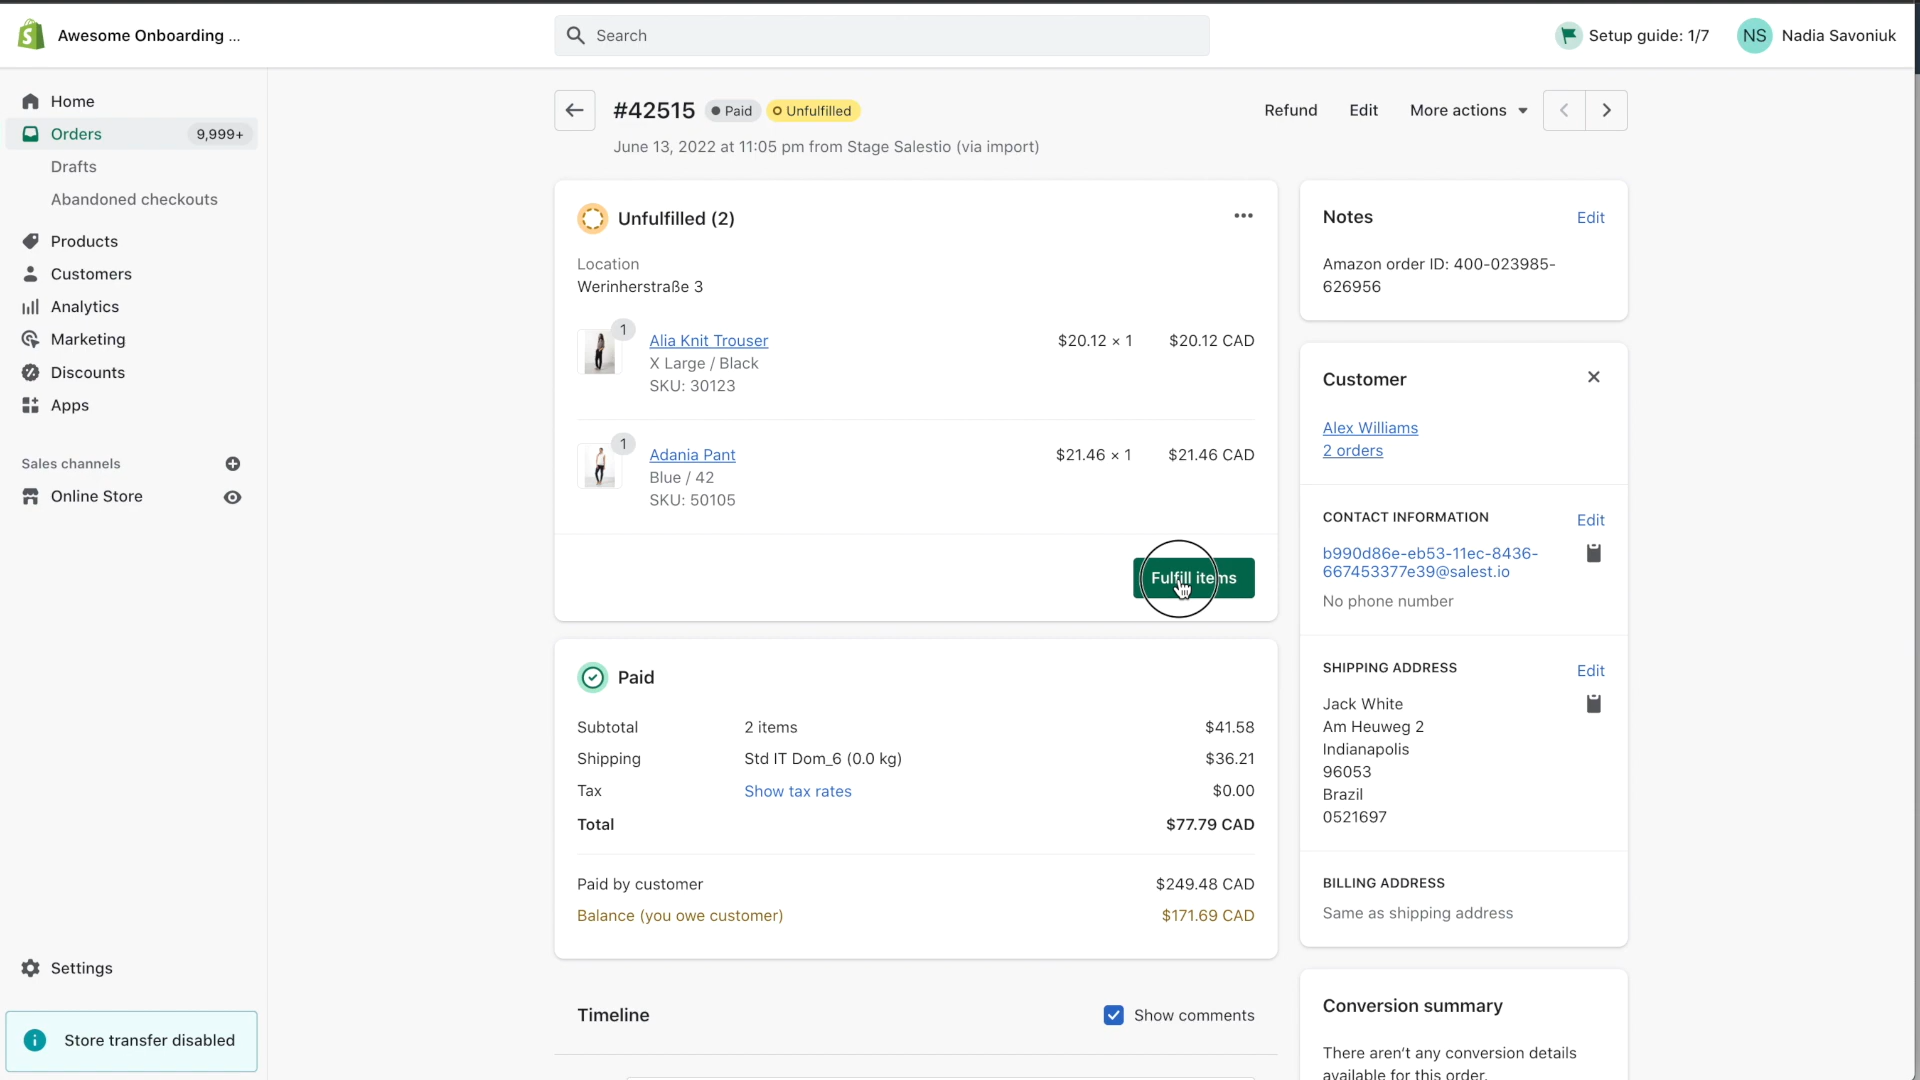 Awesome Onboarding ...
Search
Setup guide: 1/7
NS
Nadia Savoniuk
Home
Orders
9,999+
Drafts
Abandoned checkouts
Products
Customers
Analytics
Marketing
Discounts
Apps
Sales channels
Online Store
Settings
Store transfer disabled
#42515
Paid
Unfulfilled
Refund
Edit
More actions
June 13, 2022 at 11:05 pm from Stage Salestio (via import)
Unfulfilled (2)
Location
Werinherstraße 3
1
Alia Knit Trouser
$20.12 × 1
$20.12 CAD
X Large / Black
SKU: 30123
1
Adania Pant
$21.46 × 1
$21.46 CAD
Blue / 42
SKU: 50105
Fulfill items
Paid
Subtotal
2 items
$41.58
Shipping
Std IT Dom_6 (0.0 kg)
$36.21
Tax
Show tax rates
$0.00
Total
$77.79 CAD
Paid by customer
$249.48 CAD
Balance (you owe customer)
$171.69 CAD
Timeline
Show comments
Notes
Edit
Amazon order ID: 400-023985-
626956
Customer
Alex Williams
2 orders
CONTACT INFORMATION
Edit
b990d86e-eb53-11ec-8436-
667453377e39@salest.io
No phone number
SHIPPING ADDRESS
Edit
Jack White
Am Heuweg 2
Indianapolis
96053
Brazil
0521697
BILLING ADDRESS
Same as shipping address
Conversion summary
There aren't any conversion details
available for this order.